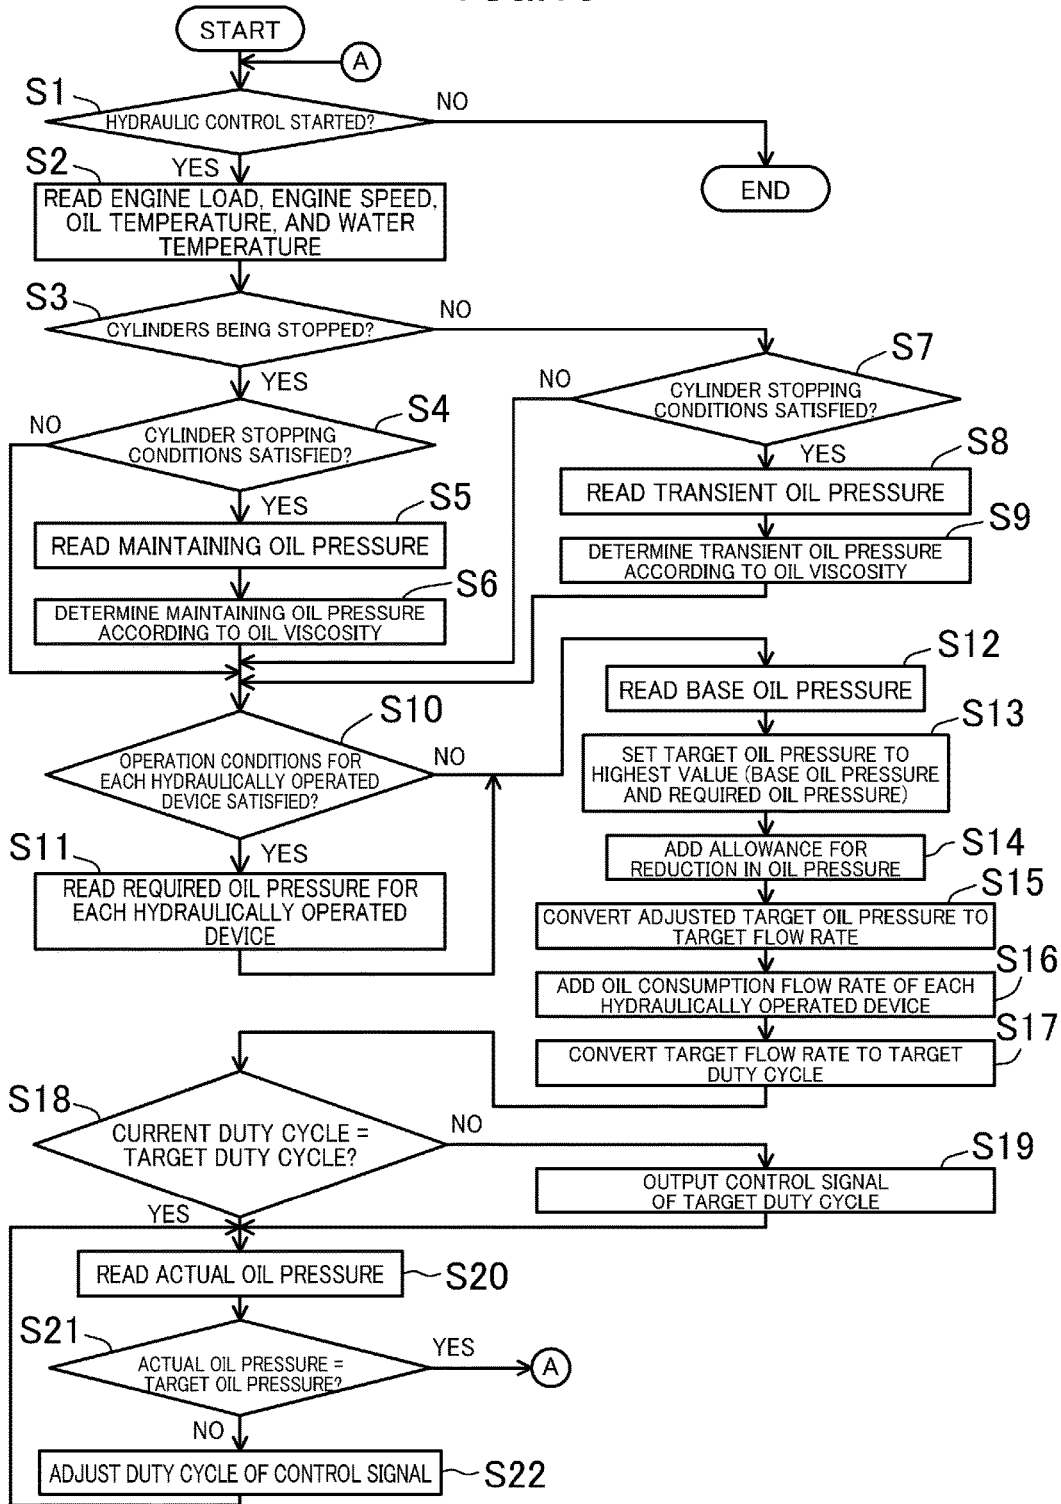 START
A
S1
HYDRAULIC CONTROL STARTED?
NO
YES
END
S2
READ ENGINE LOAD, ENGINE SPEED,
OIL TEMPERATURE, AND WATER
TEMPERATURE
S3
CYLINDERS BEING STOPPED?
NO
YES
S7
NO
CYLINDER STOPPING
CONDITIONS SATISFIED?
YES
S4
NO
CYLINDER STOPPING
CONDITIONS SATISFIED?
YES
S8
READ TRANSIENT OIL PRESSURE
S5
READ MAINTAINING OIL PRESSURE
S9
DETERMINE TRANSIENT OIL PRESSURE
ACCORDING TO OIL VISCOSITY
S6
DETERMINE MAINTAINING OIL PRESSURE
ACCORDING TO OIL VISCOSITY
S10
OPERATION CONDITIONS FOR
EACH HYDRAULICALLY OPERATED
DEVICE SATISFIED?
NO
YES
S11
READ REQUIRED OIL PRESSURE FOR
EACH HYDRAULICALLY OPERATED
DEVICE
S12
READ BASE OIL PRESSURE
S13
SET TARGET OIL PRESSURE TO
HIGHEST VALUE (BASE OIL PRESSURE
AND REQUIRED OIL PRESSURE)
S14
ADD ALLOWANCE FOR
REDUCTION IN OIL PRESSURE
S15
CONVERT ADJUSTED TARGET OIL PRESSURE TO
TARGET FLOW RATE
S16
ADD OIL CONSUMPTION FLOW RATE OF EACH
HYDRAULICALLY OPERATED DEVICE
S17
CONVERT TARGET FLOW RATE TO TARGET
DUTY CYCLE
S18
CURRENT DUTY CYCLE =
TARGET DUTY CYCLE?
NO
YES
S19
OUTPUT CONTROL SIGNAL
OF TARGET DUTY CYCLE
READ ACTUAL OIL PRESSURE
S20
S21
ACTUAL OIL PRESSURE =
TARGET OIL PRESSURE?
YES
A
NO
ADJUST DUTY CYCLE OF CONTROL SIGNAL
S22